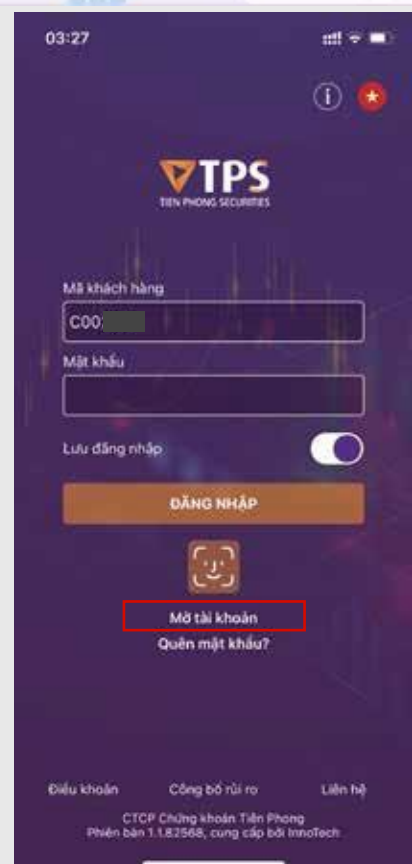 03:27
TPS
TIEN PHONG SECURITIES
Mã khách hàng
C00
Mật khẩu
Lưu đăng nhập
ĐĂNG NHẬP
Mở tài khoản
Quên mật khẩu?
Điều khoản Công bố rủi ro Liên hệ
CTCP Chứng khoán Tiên Phong
Phiên bản 1.1.82568, cung cấp bởi InnoTech